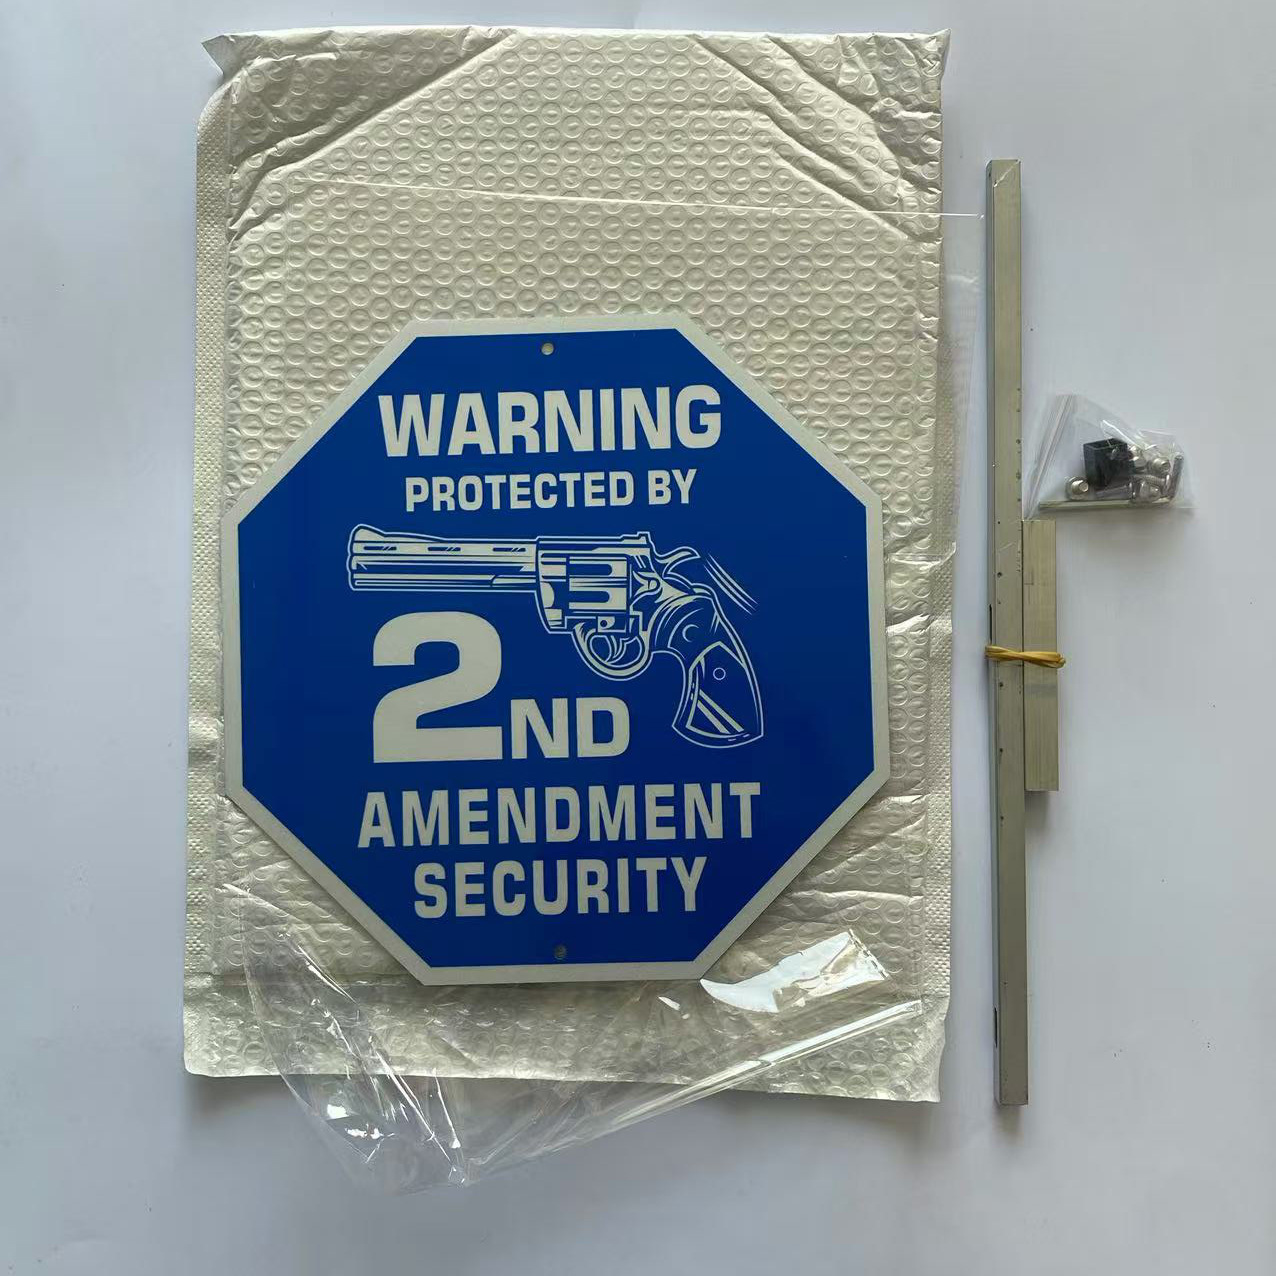 WARNING
PROTECTED BY
2ND
AMENDMENT
SECURITY